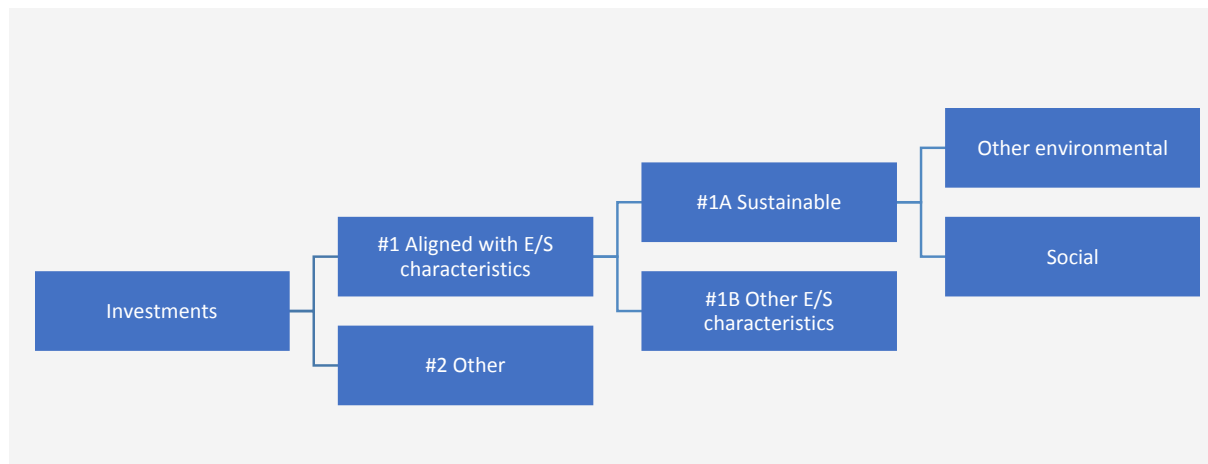 Investments
#1 Aligned with E/S
characteristics
#2 Other
#1A Sustainable
#1B Other E/S
characteristics
Other environmental
Social